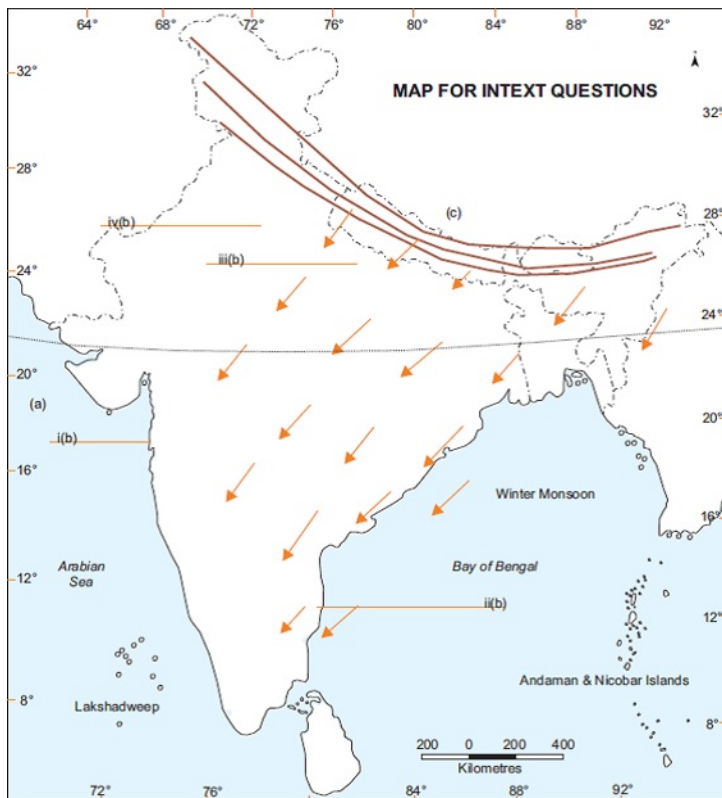 64° 68° 72° 76° 80° 84° 88° 92°
MAP FOR INTEXT QUESTIONS
32°
32°
28°
(c)
28°
iv(b)
iii(b)
24°
24°
20°
(a)
20°
i(b)
16°
Winter Monsoon
16°
Arabian
Sea
Bay of Bengal
12°
ii(b)
12°
Andaman & Nicobar Islands
8°
Lakshadweep
8°
200 0 200 400
Kilometres
72° 76° 84° 88° 92°